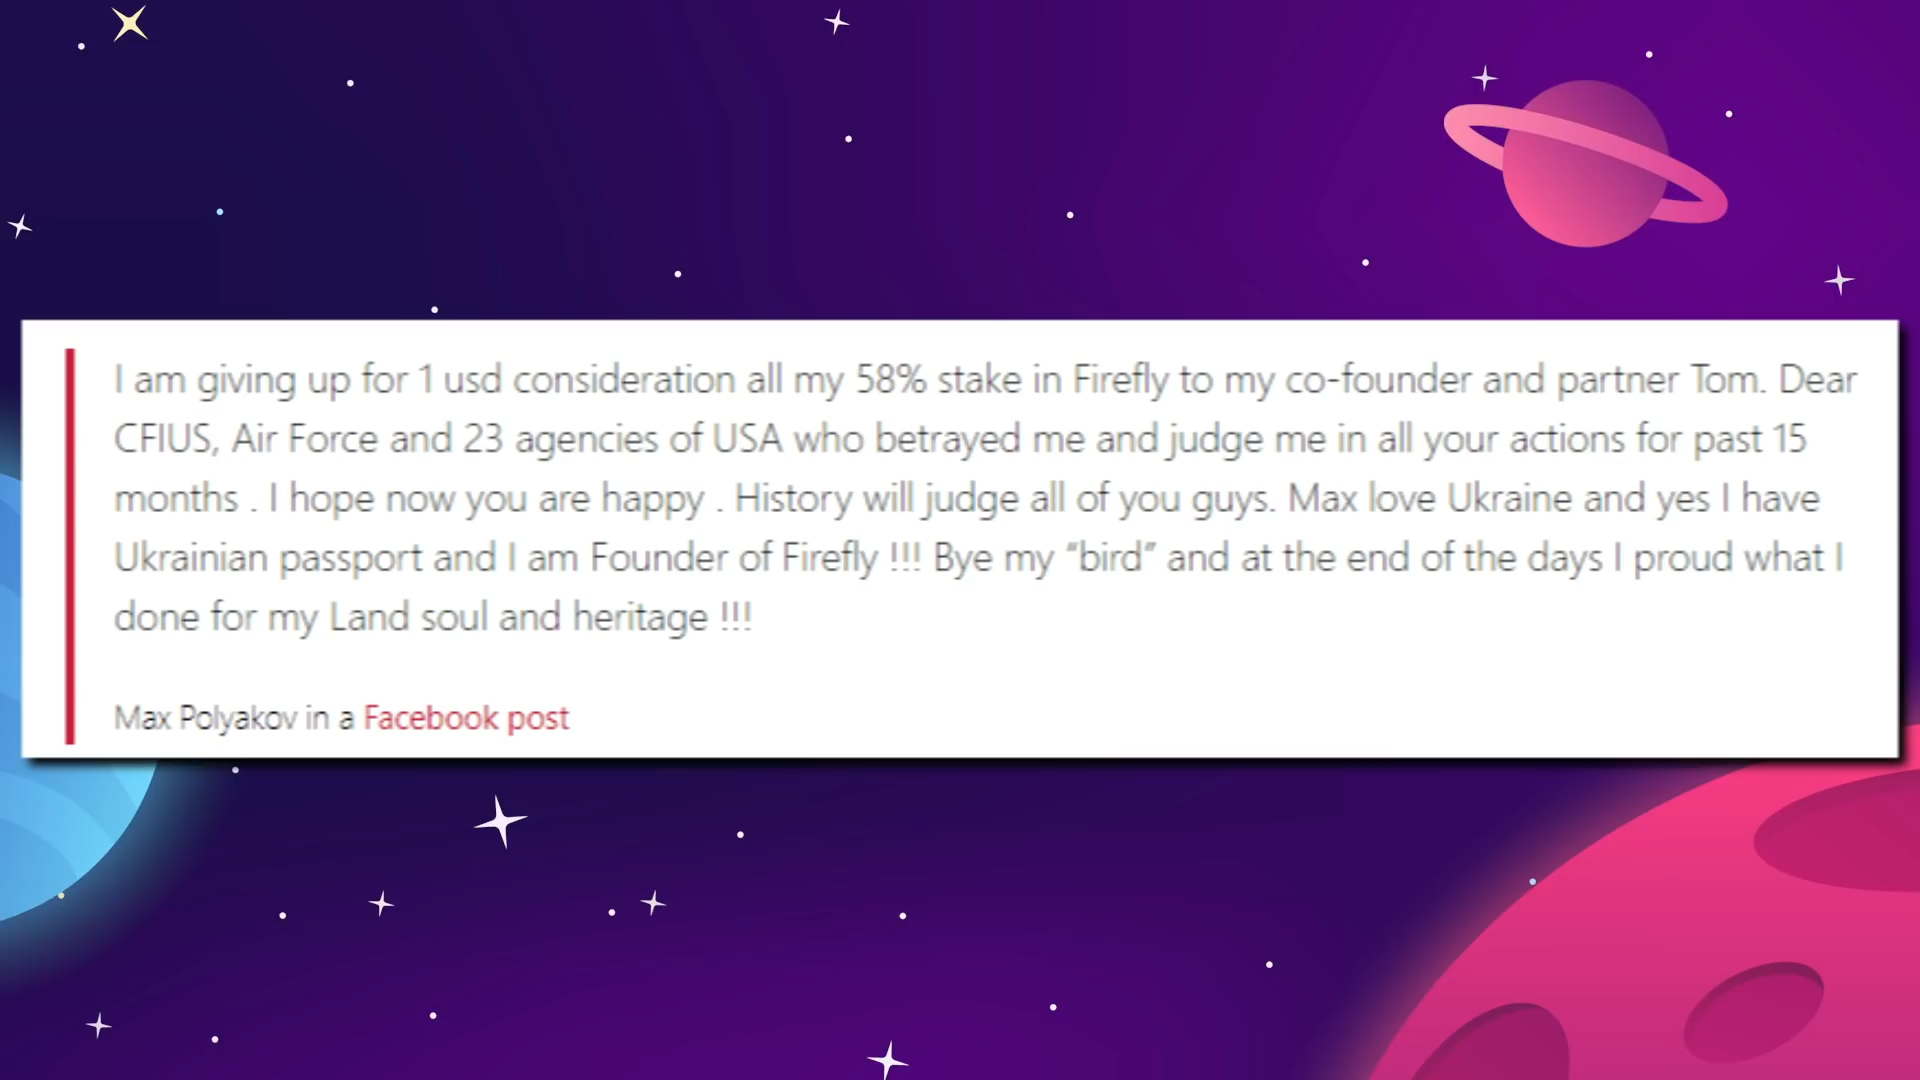 I am giving up for 1 usd consideration all my 58% stake in Firefly to my co-founder and partner Tom. Dear
CFIUS, Air Force and 23 agencies of USA who betrayed me and judge me in all your actions for past 15
months . I hope now you are happy . History will judge all of you guys. Max love Ukraine and yes I have
Ukrainian passport and I am Founder of Firefly !!! Bye my “bird” and at the end of the days I proud what I
done for my Land soul and heritage !!!
Max Polyakov in a Facebook post